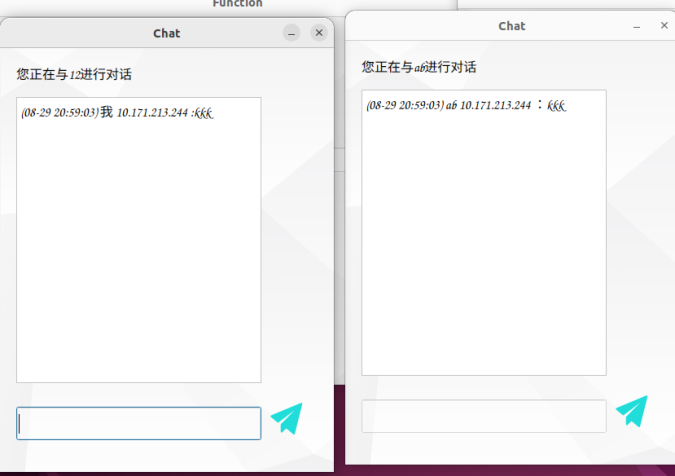 Function
Chat
您正在与12进行对话
(08-29 20:59:03) 我 10.171.213.244 :kkk
Chat
您正在与ab进行对话
(08-29 20:59:03) ab 10.171.213.244 ：kkk